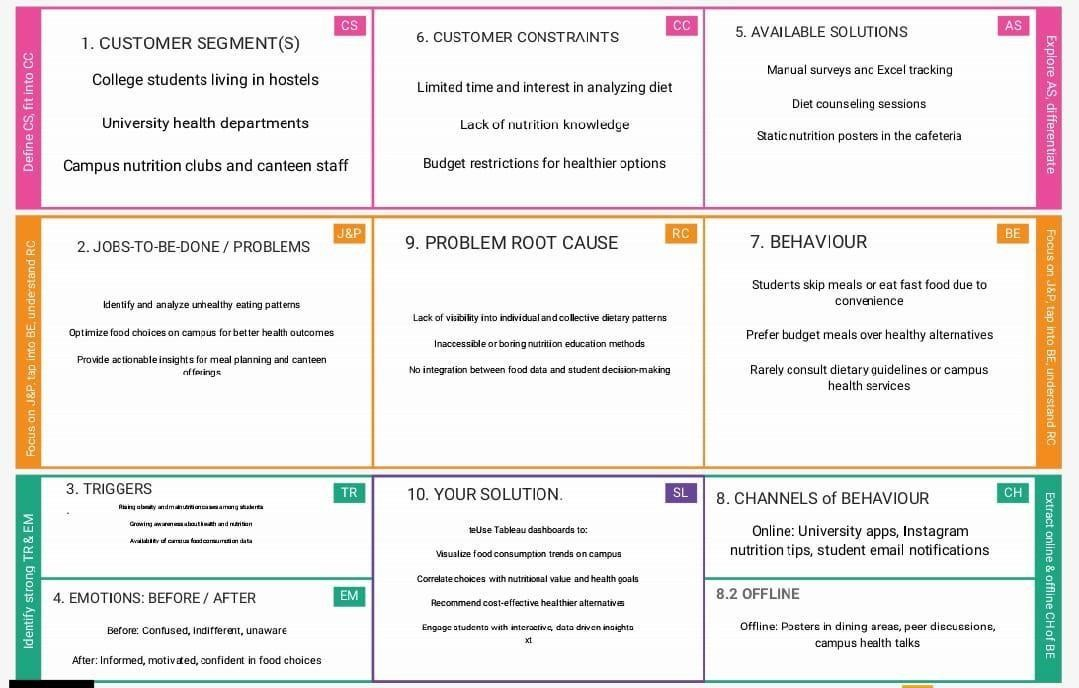 Define CS, fit into CC
1. CUSTOMER SEGMENT(S)
CS
College students living in hostels
University health departments
Campus nutrition clubs and canteen staff
6. CUSTOMER CONSTRAINTS
CC
Limited time and interest in analyzing diet
Lack of nutrition knowledge
Budget restrictions for healthier options
5. AVAILABLE SOLUTIONS
AS
Manual surveys and Excel tracking
Diet counseling sessions
Static nutrition posters in the cafeteria
Explore AS, differentiate
Focus on J&P, tap into BE, understand RC
2. JOBS-TO-BE-DONE / PROBLEMS
J&P
Identify and analyze unhealthy eating patterns
Optimize food choices on campus for better health outcomes
Provide actionable insights for meal planning and canteen
offerings
9. PROBLEM ROOT CAUSE
RC
Lack of visibility into individual and collective dietary patterns
Inaccessible or boring nutrition education methods
No integration between food data and student decision-making
7. BEHAVIOUR
BE
Students skip meals or eat fast food due to
convenience
Prefer budget meals over healthy alternatives
Rarely consult dietary guidelines or campus
health services
Focus on J&P, tap into BE, understand RC
Identify strong TR & EM
3. TRIGGERS
TR
Rising obesity and malnutrition cases among students
Growing awareness about health and nutrition
Availability of campus food consumption data
4. EMOTIONS: BEFORE / AFTER
EM
Before: Confused, indifferent, unaware
After: Informed, motivated, confident in food choices
10. YOUR SOLUTION.
SL
teUse Tableau dashboards to:
Visualize food consumption trends on campus
Correlate choices with nutritional value and health goals
Recommend cost-effective healthier alternatives
Engage students with interactive, data driven insights
xt
8. CHANNELS of BEHAVIOUR
CH
Online: University apps, Instagram
nutrition tips, student email notifications
8.2 OFFLINE
Offline: Posters in dining areas, peer discussions,
campus health talks
Extract online & offline CH of BE